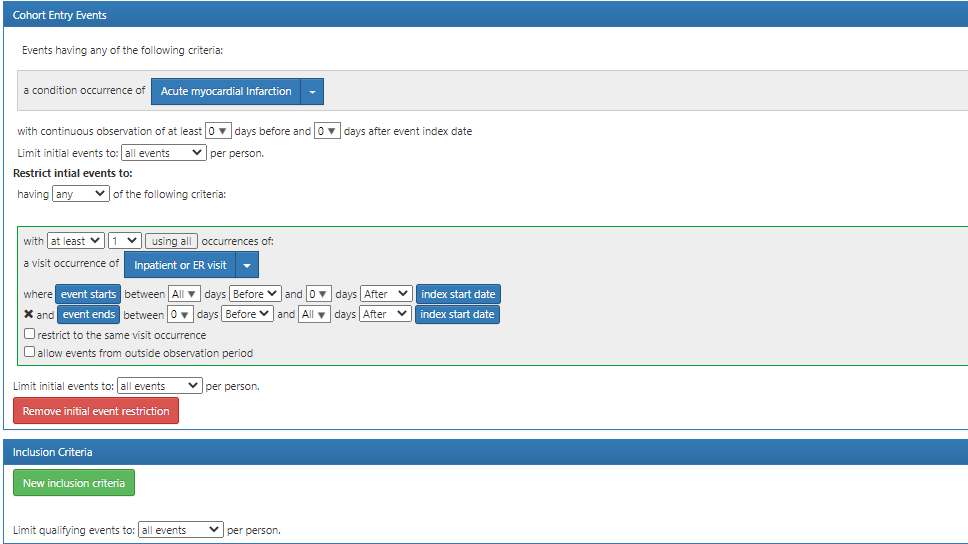 Cohort Entry Events
Events having any of the following criteria:
a condition occurrence of Acute myocardial Infarction
with continuous observation of at least 0 days before and 0 days after event index date
Limit initial events to: all events per person.
Restrict intial events to:
having any of the following criteria:
with at least 1 using all occurrences of:
a visit occurrence of Inpatient or ER visit
where event starts between All days Before and 0 days After index start date
and event ends between 0 days Before and All days After index start date
restrict to the same visit occurrence
allow events from outside observation period
Limit initial events to: all events per person.
Remove initial event restriction
Inclusion Criteria
New inclusion criteria
Limit qualifying events to: all events per person.